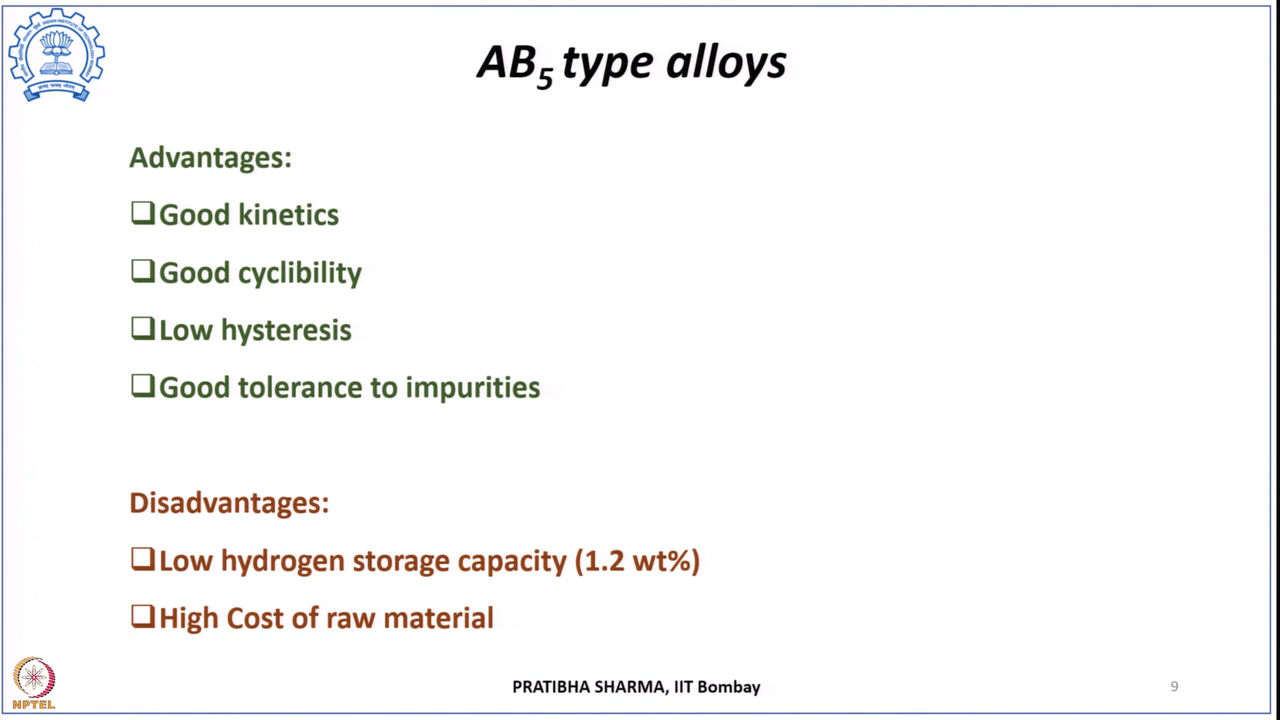 AB5 type alloys
Advantages:
❑Good kinetics
❑Good cyclibility
❑Low hysteresis
❑Good tolerance to impurities
Disadvantages:
❑Low hydrogen storage capacity (1.2 wt%)
❑High Cost of raw material
NPTEL
PRATIBHA SHARMA, IIT Bombay
9